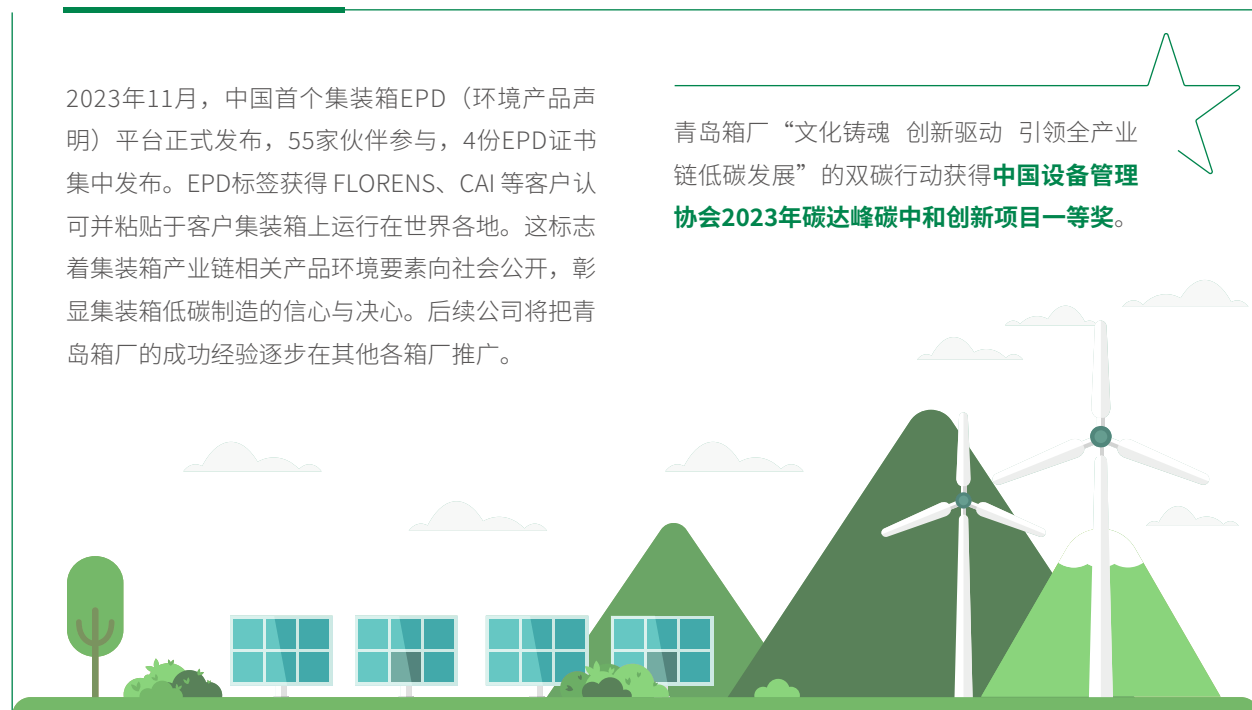 2023年11月，中国首个集装箱EPD（环境产品声
明）平台正式发布，55家伙伴参与，4份EPD证书
集中发布。EPD标签获得 FLORENS、CAI 等客户认
可并粘贴于客户集装箱上运行在世界各地。这标志
着集装箱产业链相关产品环境要素向社会公开，彰
显集装箱低碳制造的信心与决心。后续公司将把青
岛箱厂的成功经验逐步在其他各箱厂推广。
青岛箱厂“文化铸魂 创新驱动 引领全产业
链低碳发展”的双碳行动获得中国设备管理
协会2023年碳达峰碳中和创新项目一等奖。